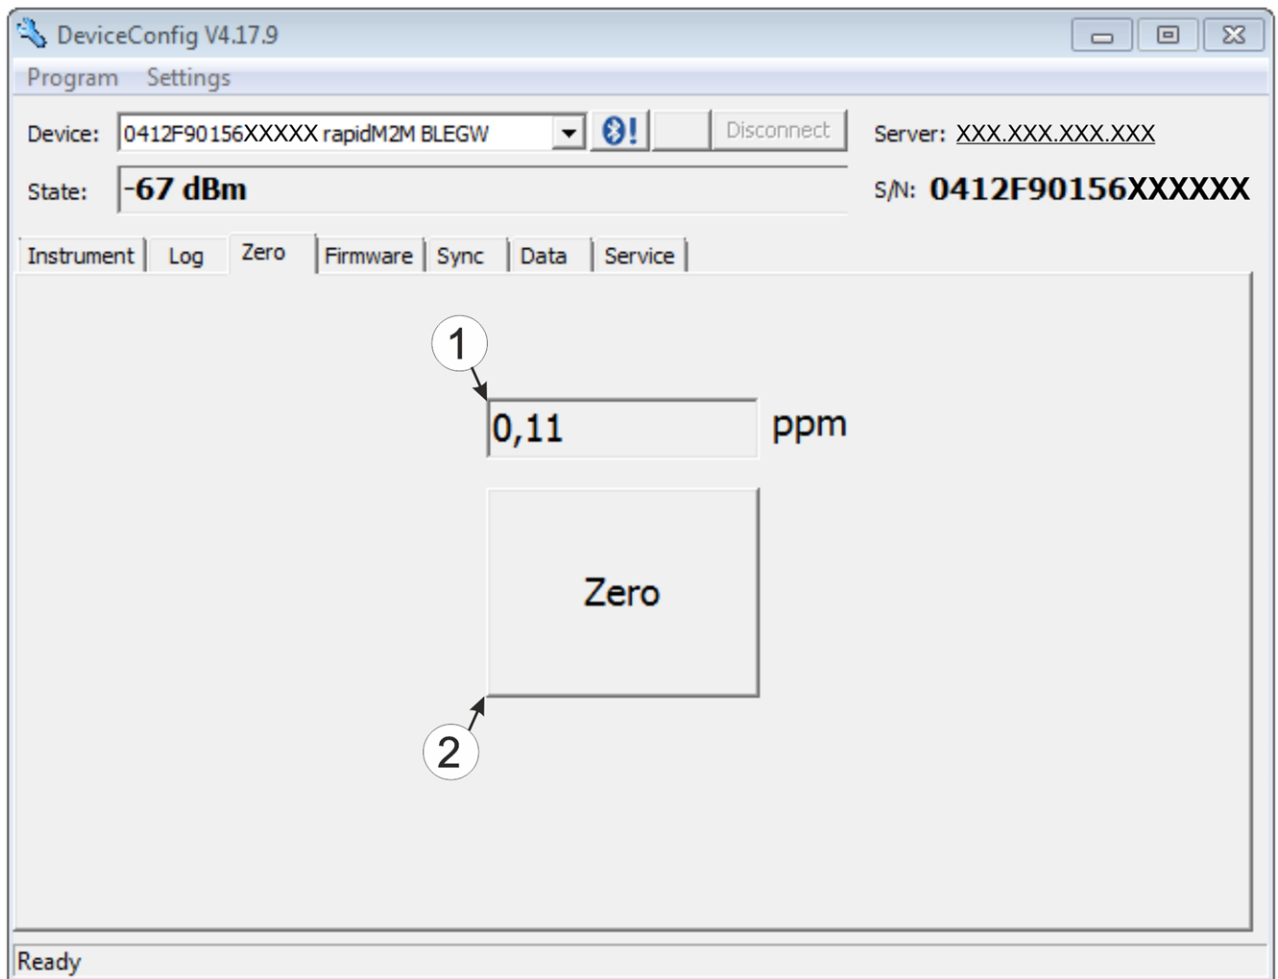 DeviceConfig V4.17.9
Program Settings
Device: 0412F90156XXXXX rapidM2M BLEGW ! Disconnect Server: XXX.XXX.XXX.XXX
State: -67 dBm S/N: 0412F90156XXXXXX
Instrument Log Zero Firmware Sync Data Service
1
0,11 ppm
Zero
2
Ready